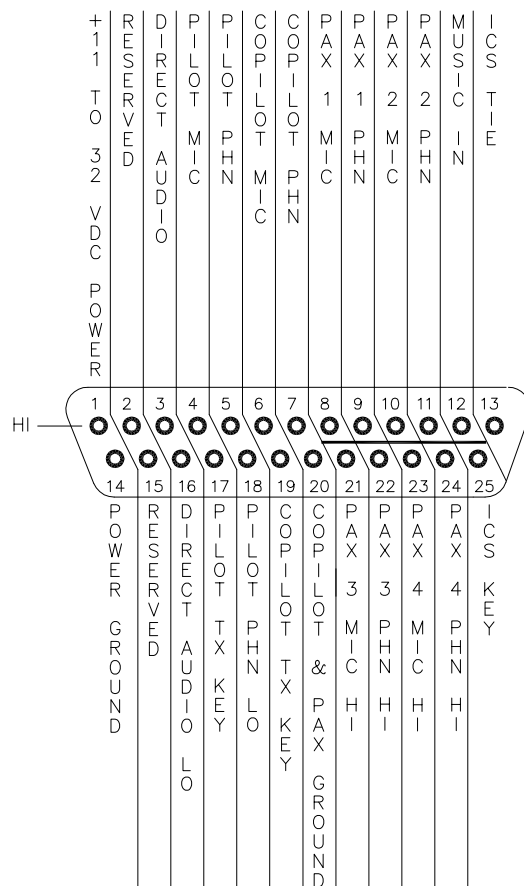 +11 TO 32 VDC POWER
RESERVED
DIRECT AUDIO
PILOT MIC
PILOT PHN
COPILOT MIC
COPILOT PHN
PAX 1 MIC
PAX 1 PHN
PAX 2 MIC
PAX 2 PHN
MUSIC IN
ICS TIE
1 2 3 4 5 6 7 8 9 10 11 12 13
HI
14 15 16 17 18 19 20 21 22 23 24 25
POWER GROUND
RESERVED
DIRECT AUDIO LO
PILOT TX KEY
PILOT PHN LO
COPILOT TX KEY
COPILOT & PAX GROUND
PAX 3 MIC HI
PAX 3 PHN HI
PAX 4 MIC HI
PAX 4 PHN HI
ICS KEY